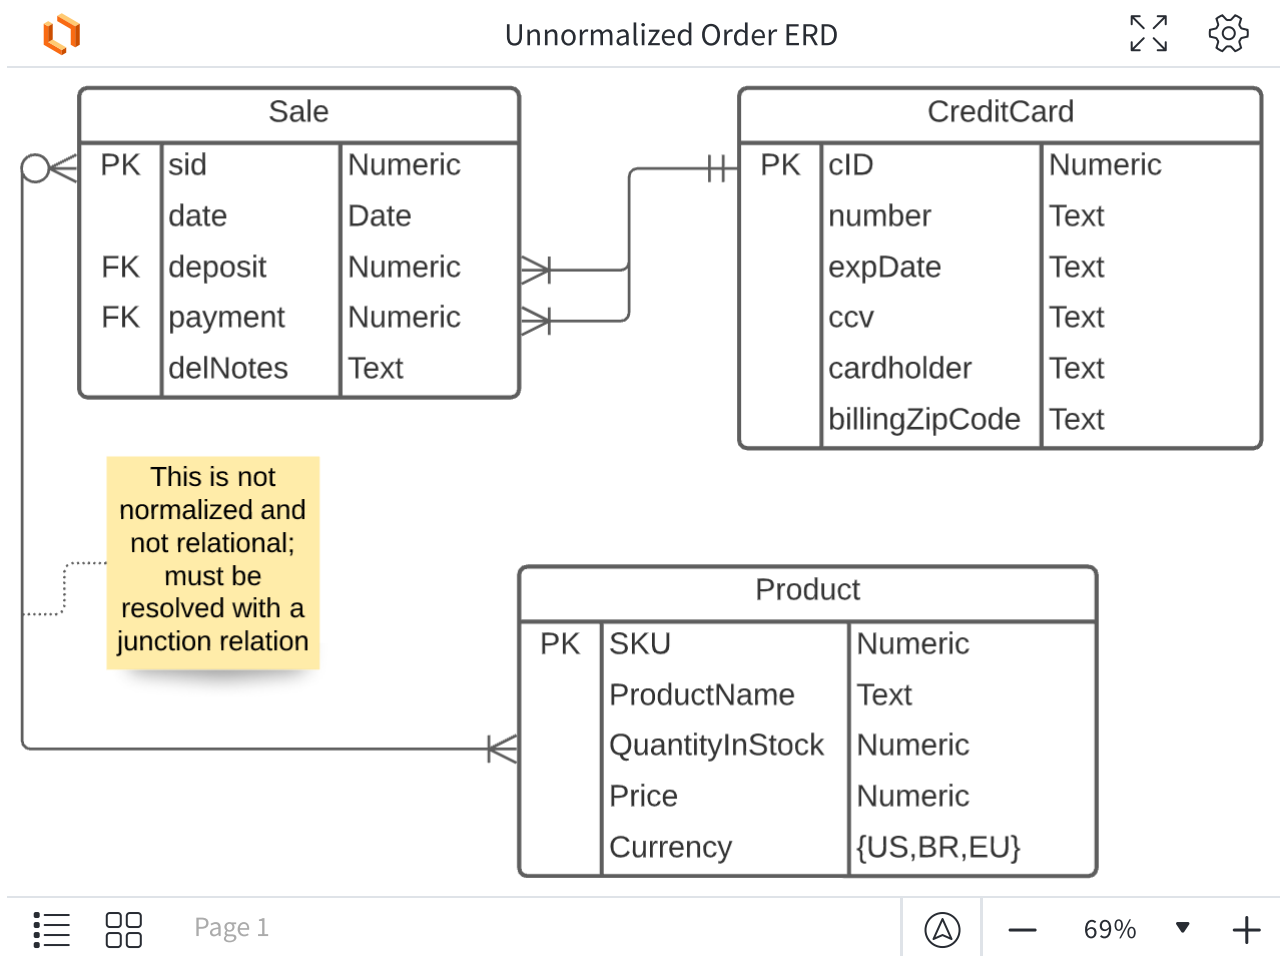 Unnormalized Order ERD
Sale
PK sid Numeric
date Date
FK deposit Numeric
FK payment Numeric
delNotes Text
CreditCard
PK cID Numeric
number Text
expDate Text
ccv Text
cardholder Text
billingZipCode Text
This is not
normalized and
not relational;
must be
resolved with a
junction relation
Product
PK SKU Numeric
ProductName Text
QuantityInStock Numeric
Price Numeric
Currency {US,BR,EU}
Page 1
69%